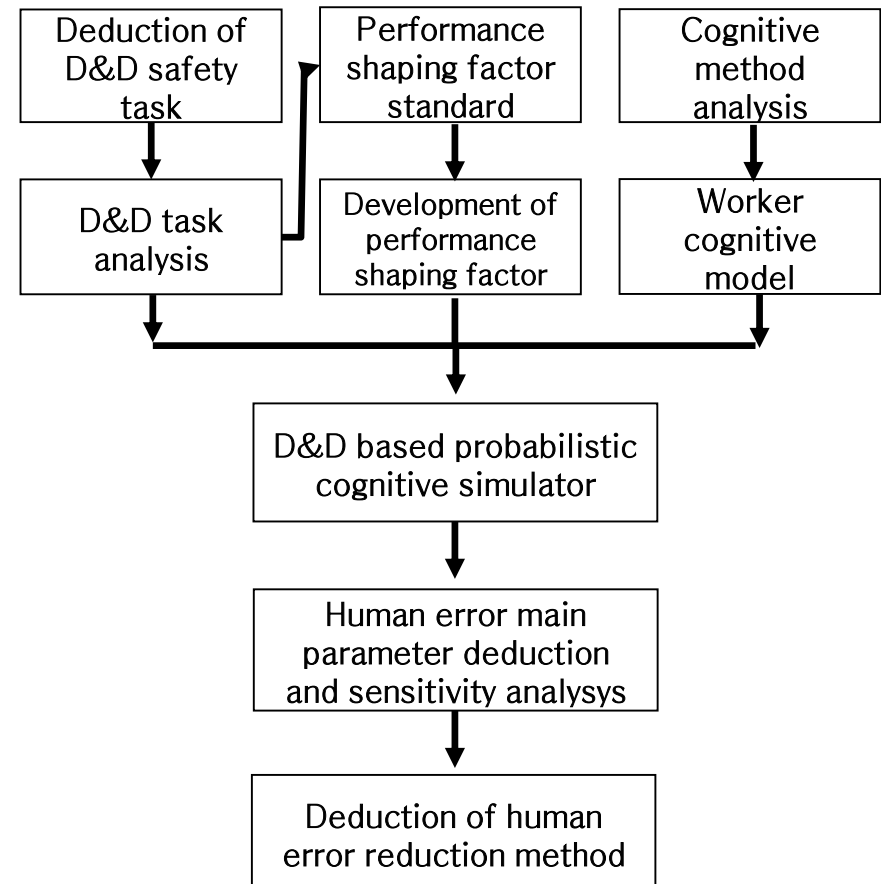 Deduction of
D&D safety
task
Performance
shaping factor
standard
Cognitive
method
analysis
D&D task
analysis
Development of
performance
shaping factor
Worker
cognitive
model
D&D based probabilistic
cognitive simulator
Human error main
parameter deduction
and sensitivity analysys
Deduction of human
error reduction method